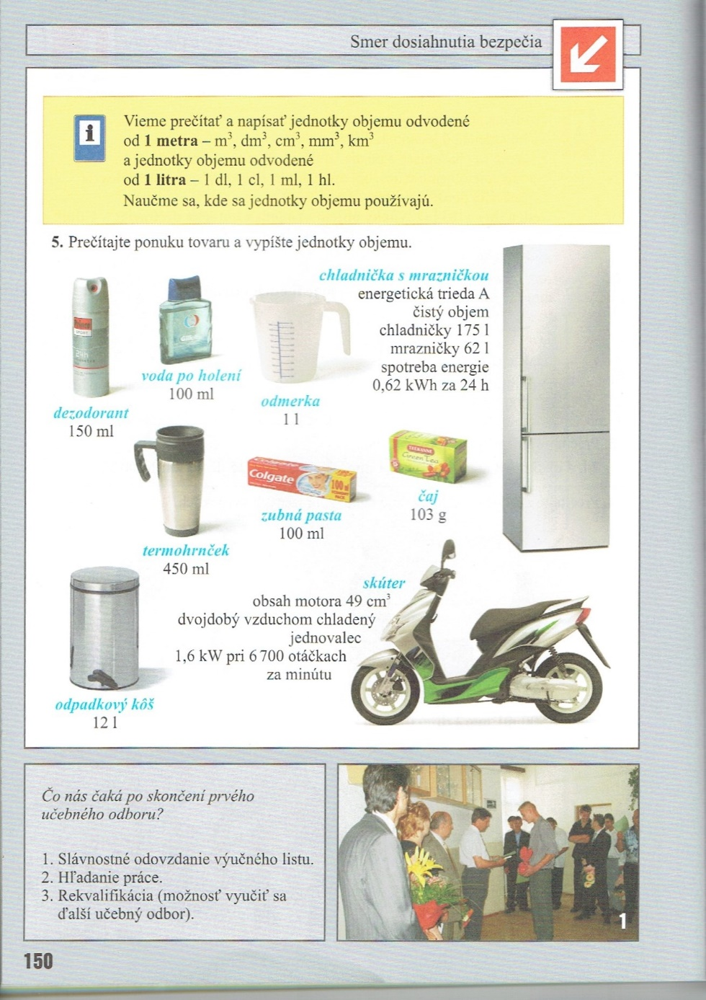 Smer dosiahnutia bezpečia
i
Vieme prečítať a napísať jednotky objemu odvodené
od 1 metra – m³, dm³, cm³, mm³, km³
a jednotky objemu odvodené
od 1 litra – 1 dl, 1 cl, 1 ml, 1 hl.
Naučme sa, kde sa jednotky objemu používajú.
5. Prečítajte ponuku tovaru a vypíšte jednotky objemu.
dezodorant
150 ml
voda po holení
100 ml
odmerka
1 l
chladnička s mrazničkou
energetická trieda A
čistý objem
chladničky 175 l
mrazničky 62 l
spotreba energie
0,62 kWh za 24 h
termohrnček
450 ml
Colgate
100 ml
zubná pasta
100 ml
TEEKANNE
Green Tea
čaj
103 g
odpadkový kôš
12 l
skúter
obsah motora 49 cm³
dvojdobý vzduchom chladený
jednovalec
1,6 kW pri 6 700 otáčkach
za minútu
Čo nás čaká po skončení prvého
učebného odboru?
1. Slávnostné odovzdanie výučného listu.
2. Hľadanie práce.
3. Rekvalifikácia (možnosť vyučiť sa
ďalší učebný odbor).
1
150